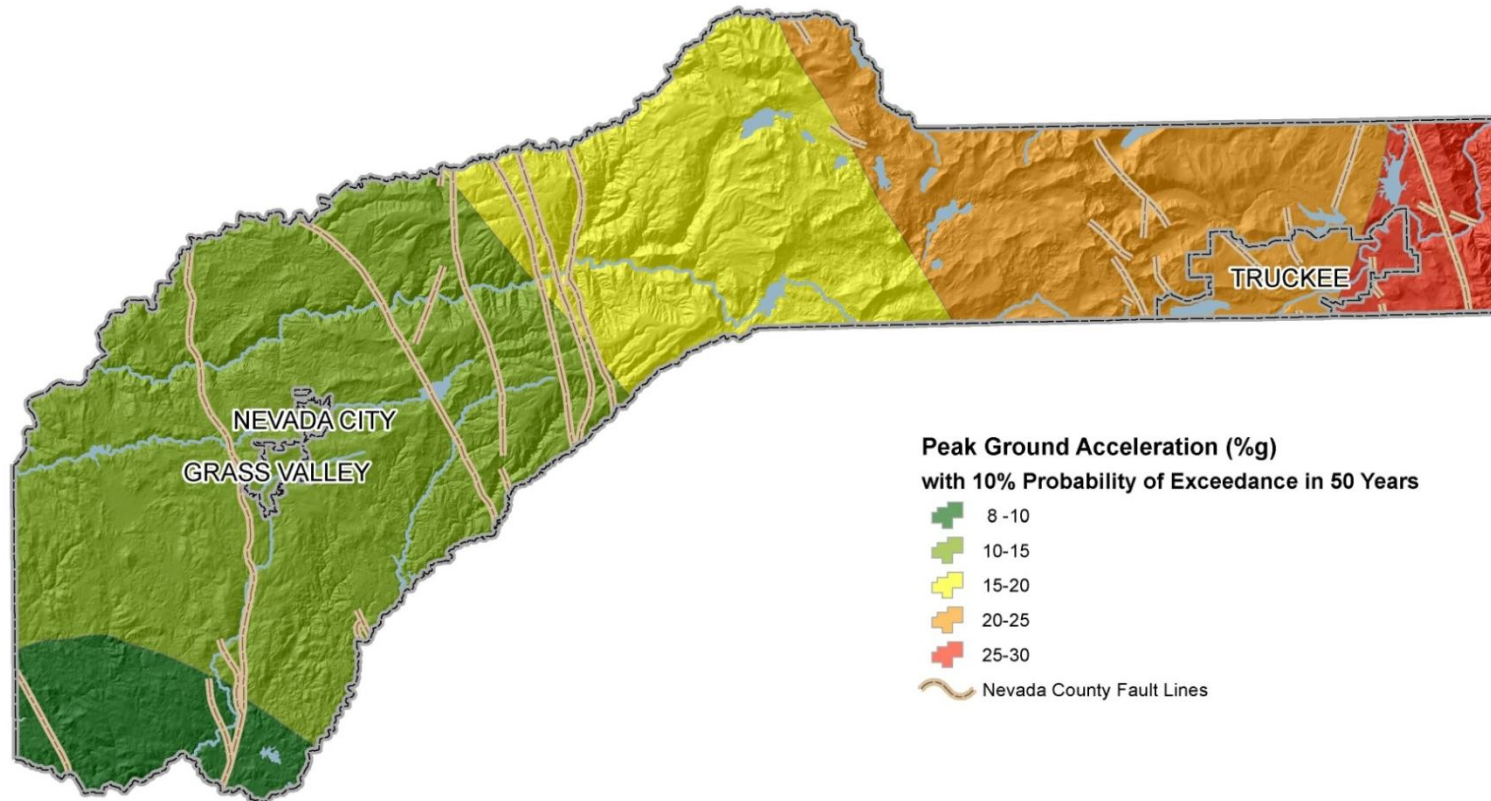 NEVADA CITY
GRASS VALLEY
TRUCKEE
Peak Ground Acceleration (%g)
with 10% Probability of Exceedance in 50 Years
8 -10
10-15
15-20
20-25
25-30
Nevada County Fault Lines